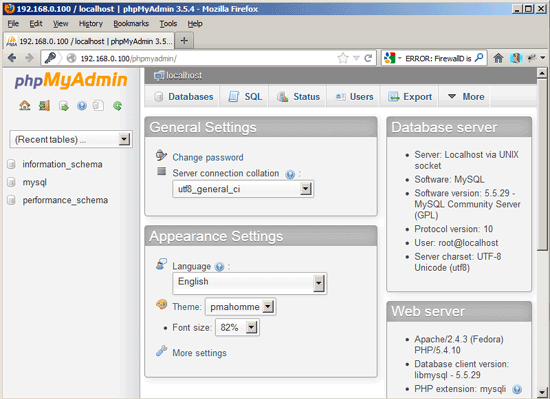 192.168.0.100 / localhost | phpMyAdmin 3.5.4 - Mozilla Firefox
File View History Bookmarks Tools Help
192.168.0.100 / localhost | phpMyAdmin 3.5....
192.168.0.100/phpmyadmin/
ERROR: FirewallD is
phpMyAdmin
(Recent tables) ...
information_schema
mysql
performance_schema
localhost
Databases SQL Status Users Export More
General Settings
Change password
Server connection collation :
utf8_general_ci
Appearance Settings
Language :
English
Theme: pmahomme
Font size: 82%
More settings
Database server
Server: Localhost via UNIX
socket
Software: MySQL
Software version: 5.5.29 -
MySQL Community Server
(GPL)
Protocol version: 10
User: root@localhost
Server charset: UTF-8
Unicode (utf8)
Web server
Apache/2.4.3 (Fedora)
PHP/5.4.10
Database client version:
libmysql - 5.5.29
PHP extension: mysqli